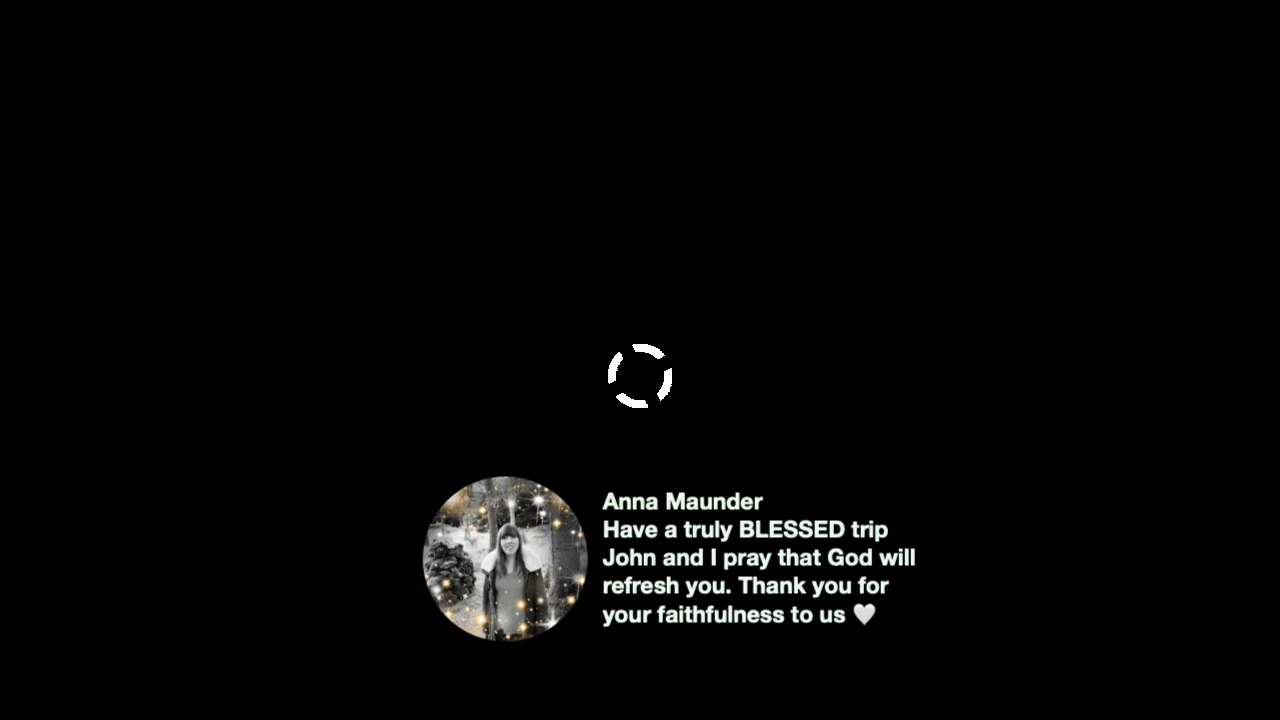 Anna Maunder
Have a truly BLESSED trip
John and I pray that God will
refresh you. Thank you for
your faithfulness to us 🤍